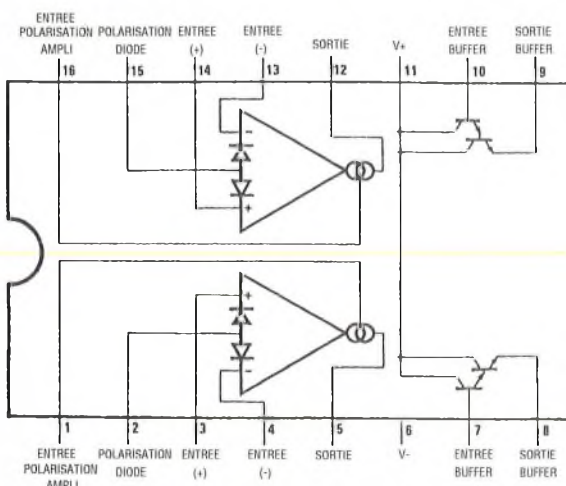 ENTREE
POLARISATION
AMPLI
POLARISATION
DIODE
ENTREE
(+)
ENTREE
(-)
SORTIE
V+
ENTREE
BUFFER
SORTIE
BUFFER
16 15 14 13 12 11 10 9
-
+
+
-
1 2 3 4 5 6 7 8
ENTREE
POLARISATION
AMPLI
POLARISATION
DIODE
ENTREE
(+)
ENTREE
(-)
SORTIE
V-
ENTREE
BUFFER
SORTIE
BUFFER